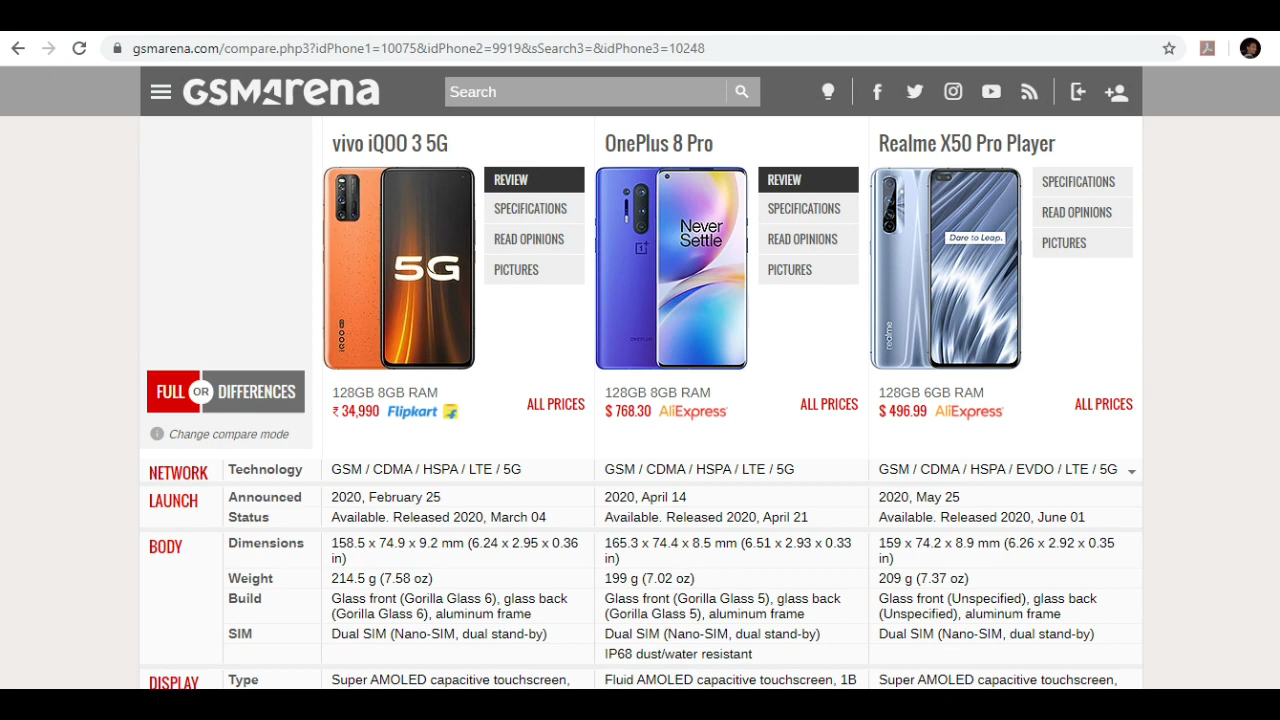 gsmarena.com/compare.php3?idPhone1=10075&idPhone2=9919&sSearch3=&idPhone3=10248
GSMArena
Search
vivo iQOO 3 5G
OnePlus 8 Pro
Realme X50 Pro Player
REVIEW
SPECIFICATIONS
READ OPINIONS
PICTURES
REVIEW
SPECIFICATIONS
READ OPINIONS
PICTURES
SPECIFICATIONS
READ OPINIONS
PICTURES
5G
iQOO
Never
Settle
1+
ONEPLUS
Dare to Leap.
realme
FULL OR DIFFERENCES
Change compare mode
128GB 8GB RAM
₹ 34,990 Flipkart
ALL PRICES
128GB 8GB RAM
$ 768.30 AliExpress
ALL PRICES
128GB 6GB RAM
$ 496.99 AliExpress
ALL PRICES
NETWORK Technology GSM / CDMA / HSPA / LTE / 5G GSM / CDMA / HSPA / LTE / 5G GSM / CDMA / HSPA / EVDO / LTE / 5G
LAUNCH Announced 2020, February 25 2020, April 14 2020, May 25
Status Available. Released 2020, March 04 Available. Released 2020, April 21 Available. Released 2020, June 01
BODY Dimensions 158.5 x 74.9 x 9.2 mm (6.24 x 2.95 x 0.36 165.3 x 74.4 x 8.5 mm (6.51 x 2.93 x 0.33 159 x 74.2 x 8.9 mm (6.26 x 2.92 x 0.35
in) in) in)
Weight 214.5 g (7.58 oz) 199 g (7.02 oz) 209 g (7.37 oz)
Build Glass front (Gorilla Glass 6), glass back Glass front (Gorilla Glass 5), glass back Glass front (Unspecified), glass back
(Gorilla Glass 6), aluminum frame (Gorilla Glass 5), aluminum frame (Unspecified), aluminum frame
SIM Dual SIM (Nano-SIM, dual stand-by) Dual SIM (Nano-SIM, dual stand-by) Dual SIM (Nano-SIM, dual stand-by)
IP68 dust/water resistant
DISPLAY Type Super AMOLED capacitive touchscreen, Fluid AMOLED capacitive touchscreen, 1B Super AMOLED capacitive touchscreen,